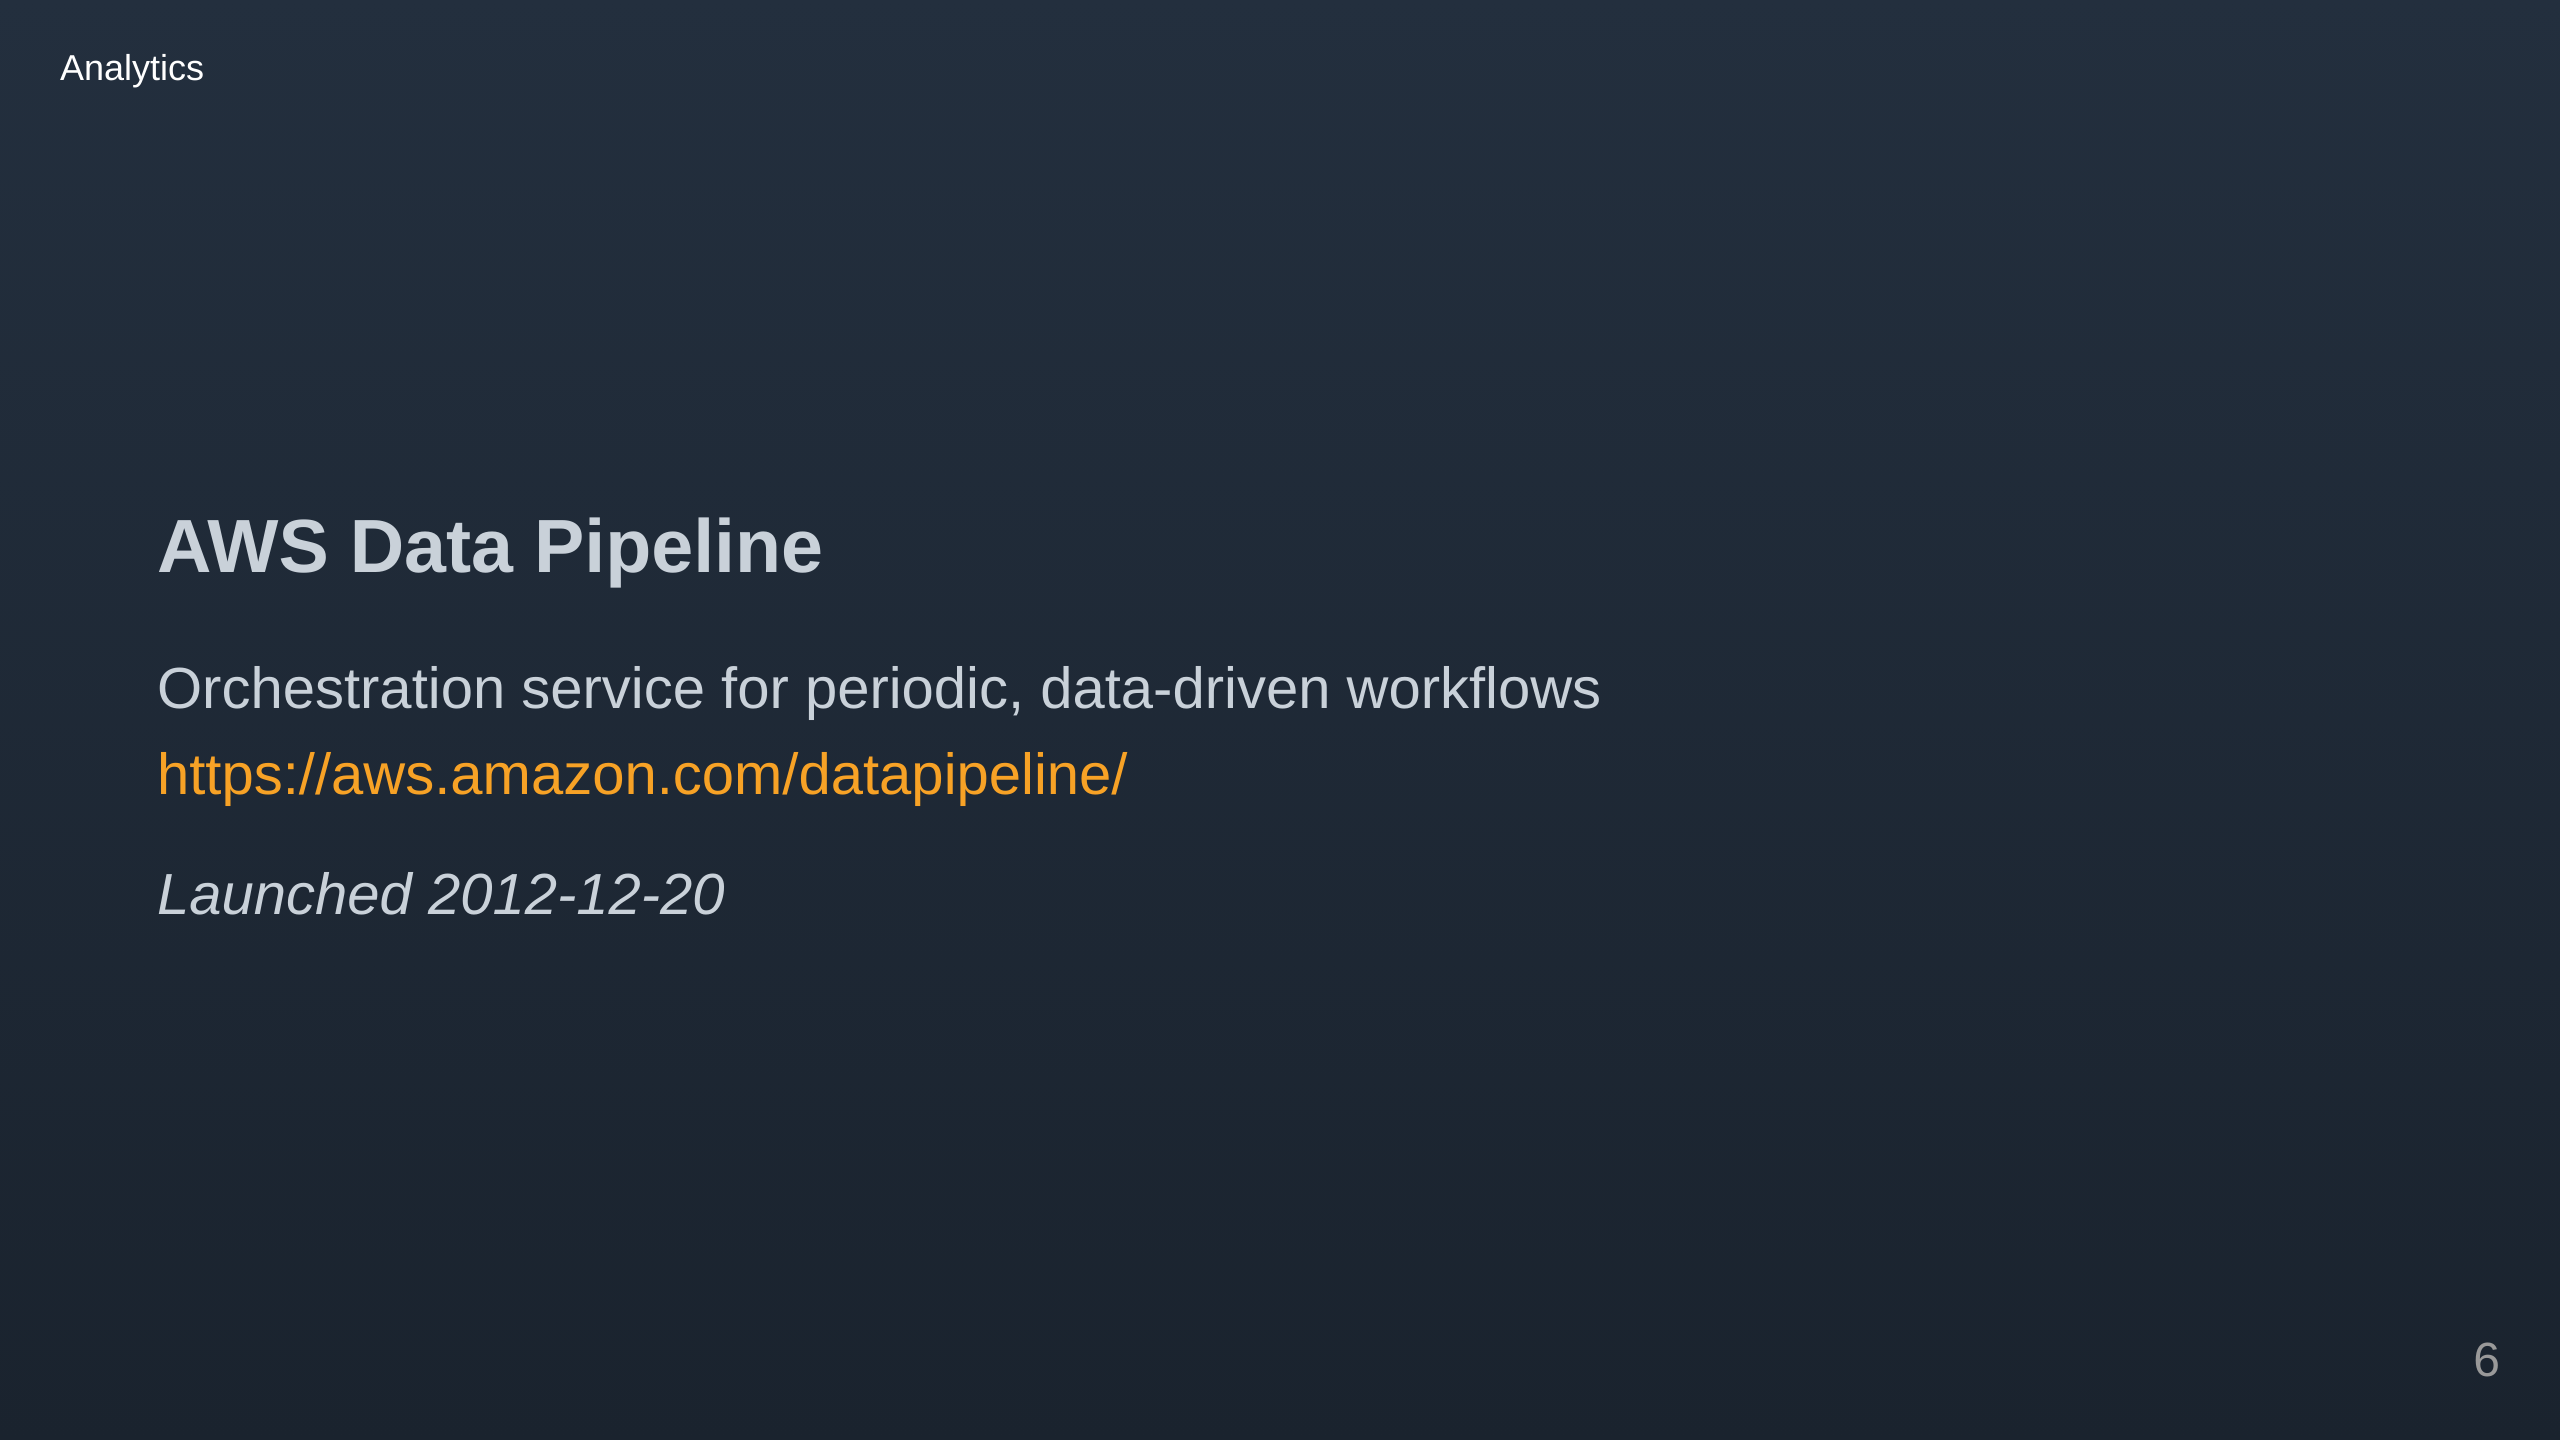 Analytics
AWS Data Pipeline
Orchestration service for periodic, data-driven workflows
https://aws.amazon.com/datapipeline/
Launched 2012-12-20
6